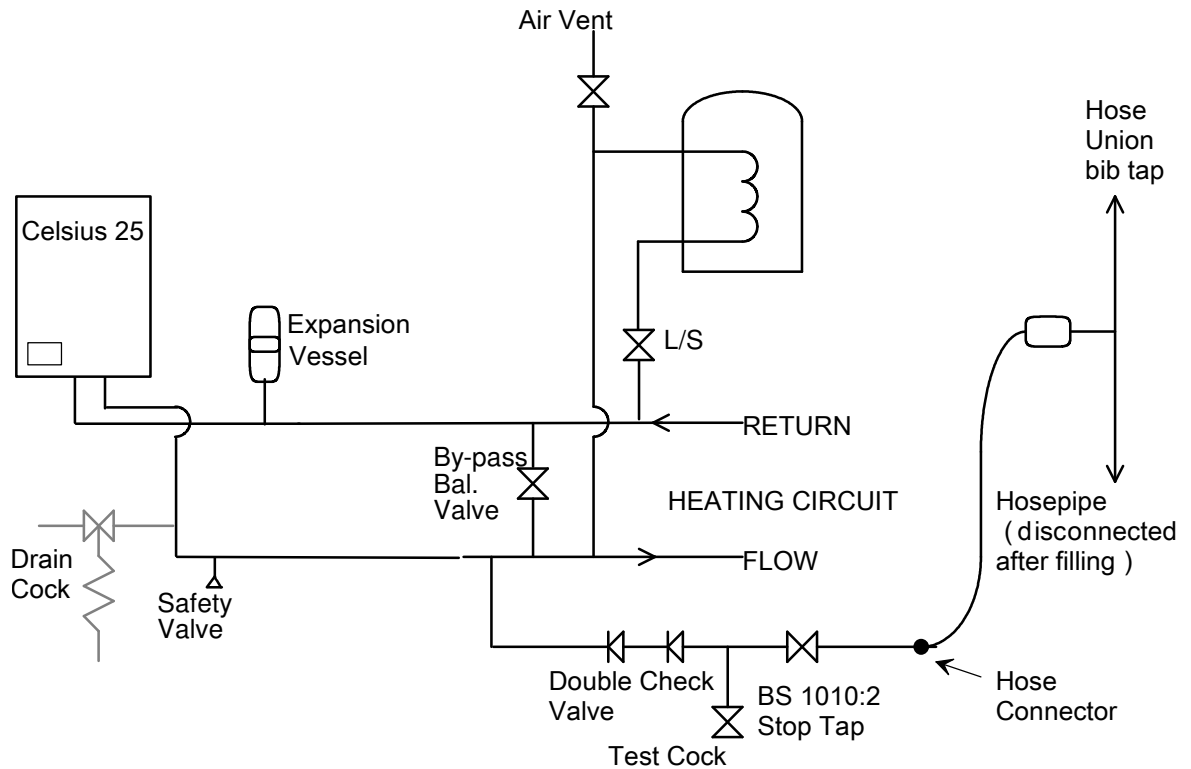 Air Vent
Hose
Union
bib tap
Celsius 25
Expansion
Vessel
L/S
RETURN
By-pass
Bal.
Valve
HEATING CIRCUIT
Hosepipe
( disconnected
after filling )
Drain
Cock
FLOW
Safety
Valve
Double Check
Valve
BS 1010:2
Stop Tap
Hose
Connector
Test Cock